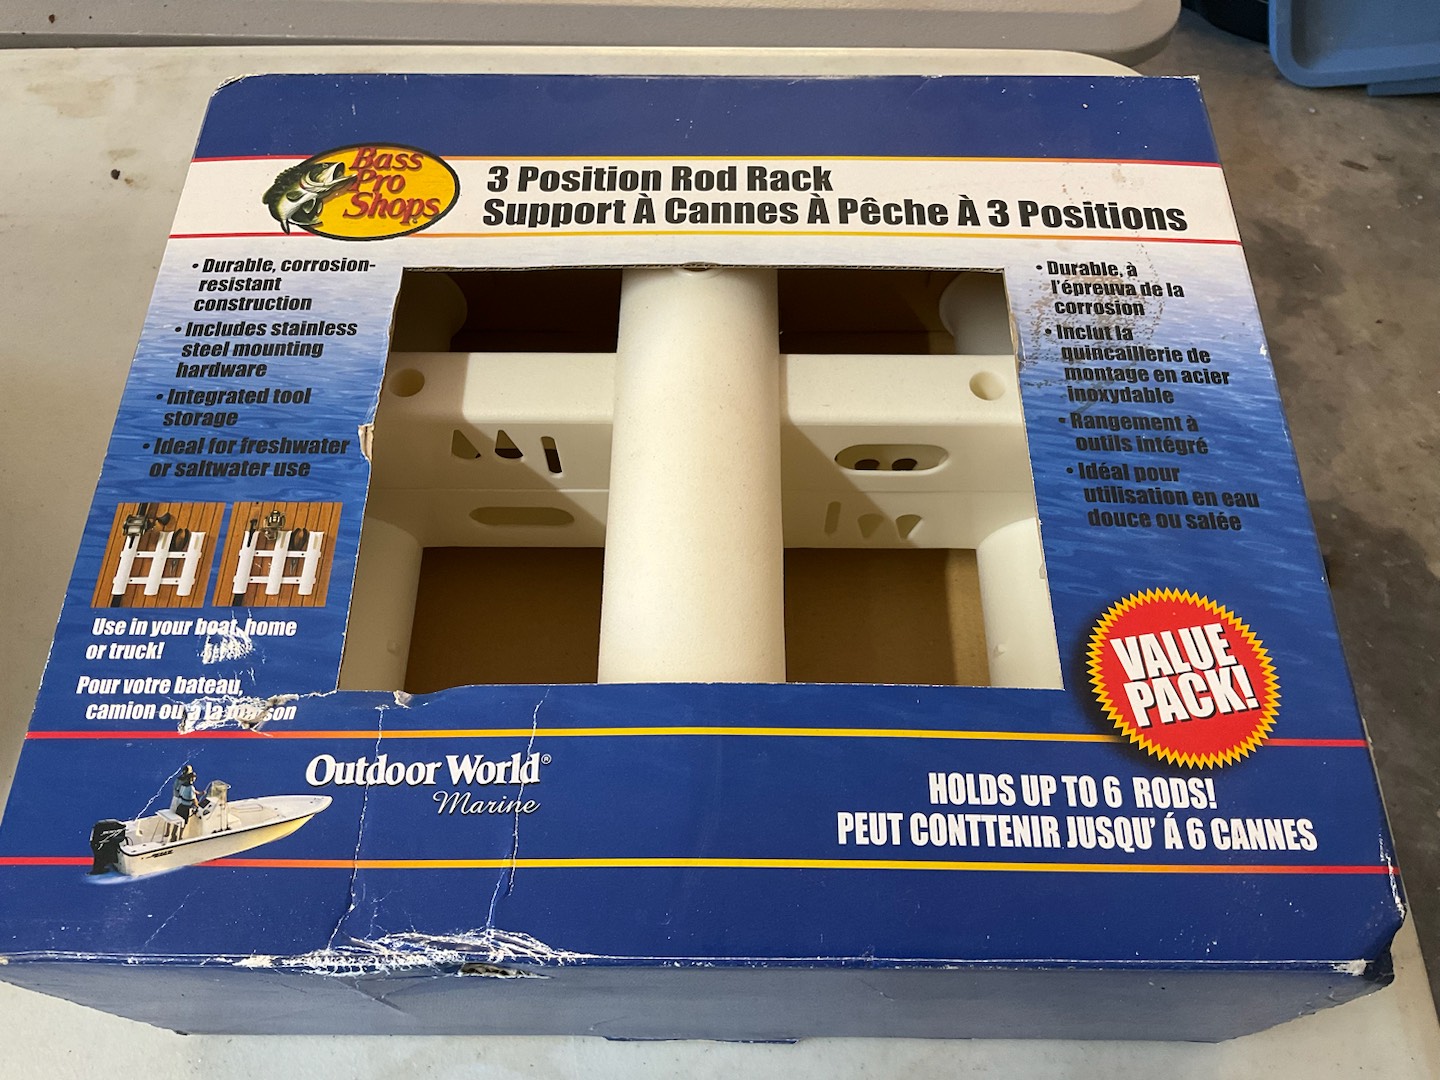 Bass
Pro
Shops
3 Position Rod Rack
Support À Cannes À Pêche À 3 Positions
• Durable, corrosion-
resistant
construction
• Includes stainless
steel mounting
hardware
• Integrated tool
storage
• Ideal for freshwater
or saltwater use
Use in your boat, home
or truck!
Pour votre bateau,
camion ou à la
• Durable, à
l'épreuva de la
corrosion
• Inclut la
quincaillerie de
montage en acier
inoxydable
• Rangement à
outils intégré
• Idéal pour
utilisation en eau
douce ou salée
VALUE
PACK!
Outdoor World®
Marine
HOLDS UP TO 6 RODS!
PEUT CONTTENIR JUSQU' Á 6 CANNES